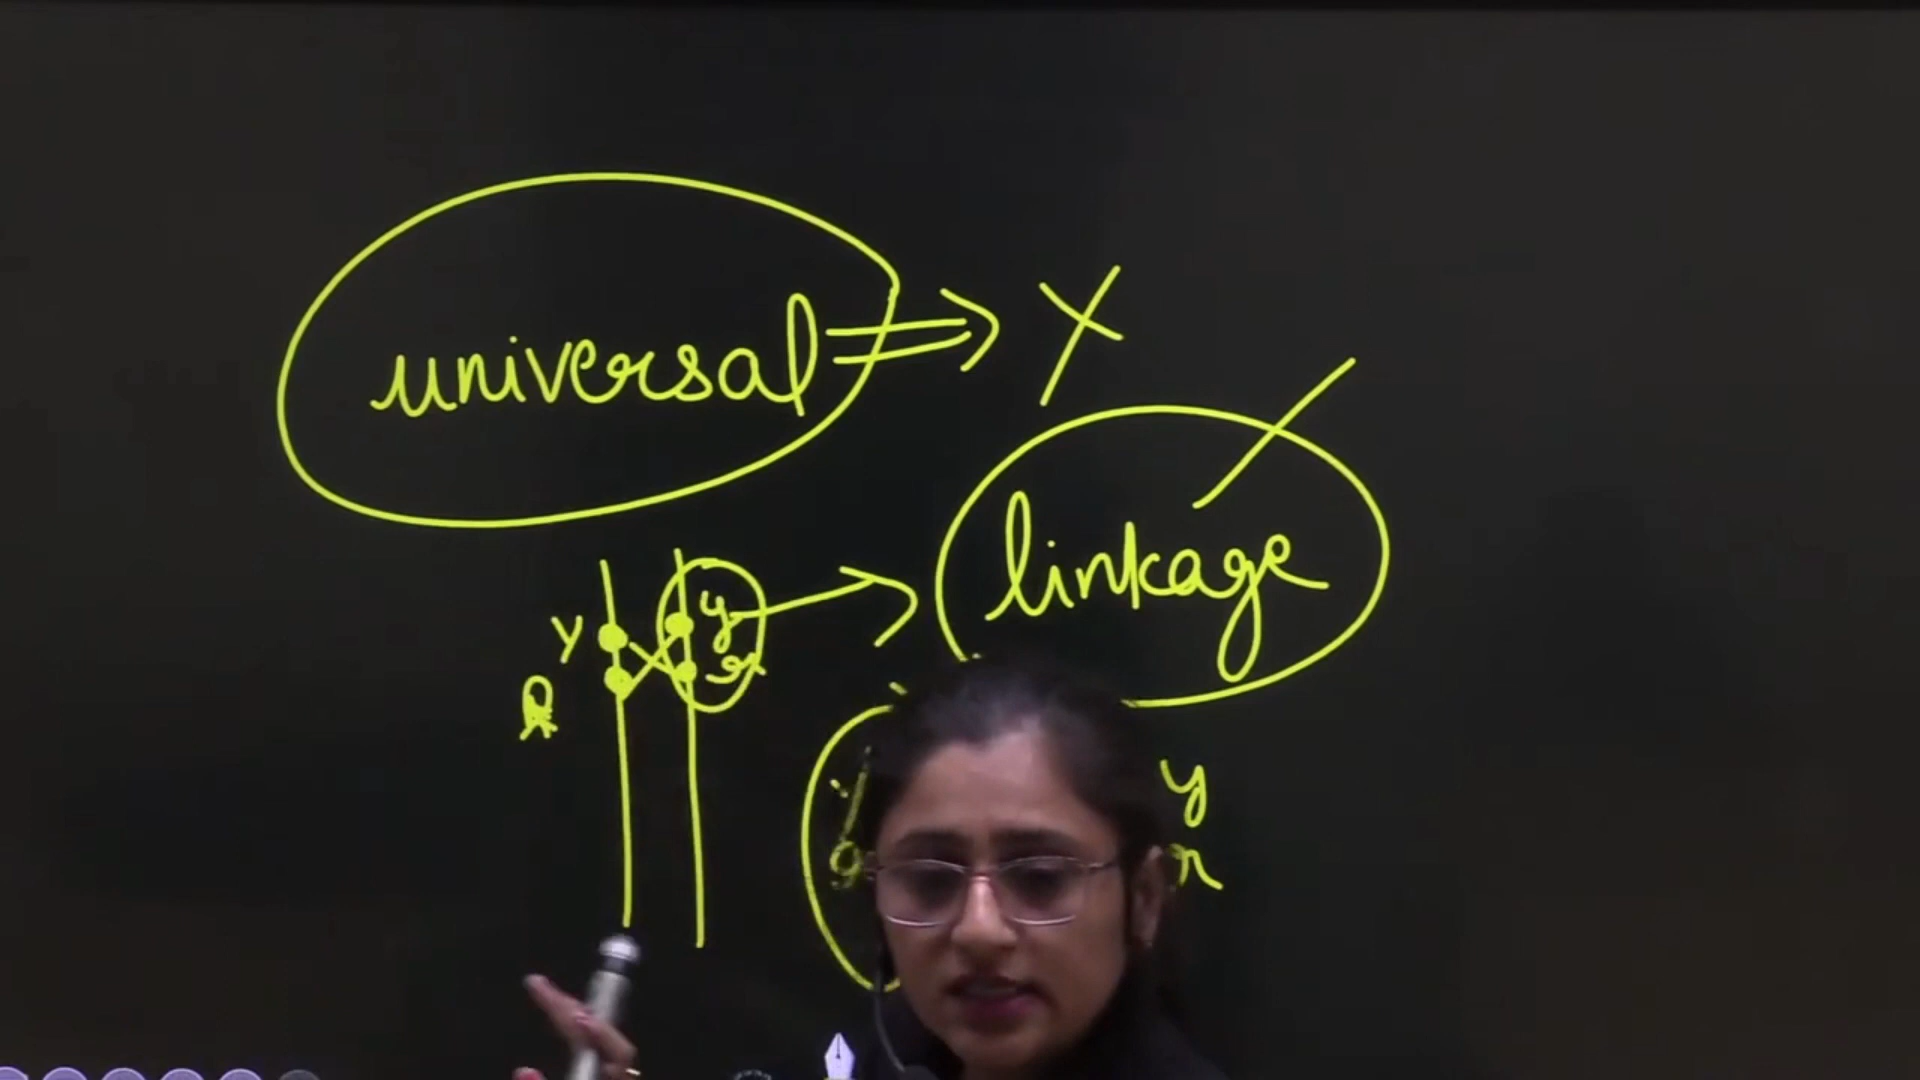 universal ⇒ X
linkage
Y y
R r
y
r